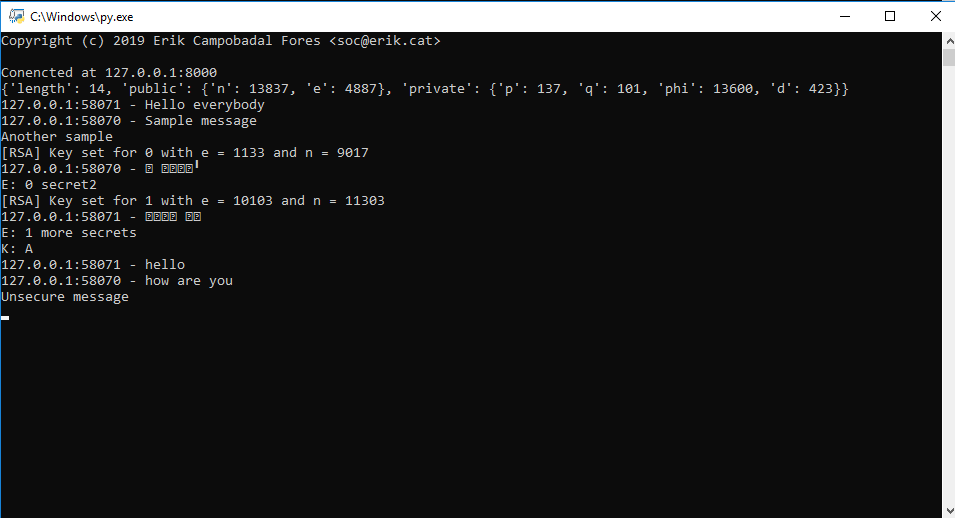 C:\Windows\py.exe
Copyright (c) 2019 Erik Campobadal Fores <soc@erik.cat>
Conencted at 127.0.0.1:8000
{'length': 14, 'public': {'n': 13837, 'e': 4887}, 'private': {'p': 137, 'q': 101, 'phi': 13600, 'd': 423}}
127.0.0.1:58071 - Hello everybody
127.0.0.1:58070 - Sample message
Another sample
[RSA] Key set for 0 with e = 1133 and n = 9017
127.0.0.1:58070 -
E: 0 secret2
[RSA] Key set for 1 with e = 10103 and n = 11303
127.0.0.1:58071 -
E: 1 more secrets
K: A
127.0.0.1:58071 - hello
127.0.0.1:58070 - how are you
Unsecure message